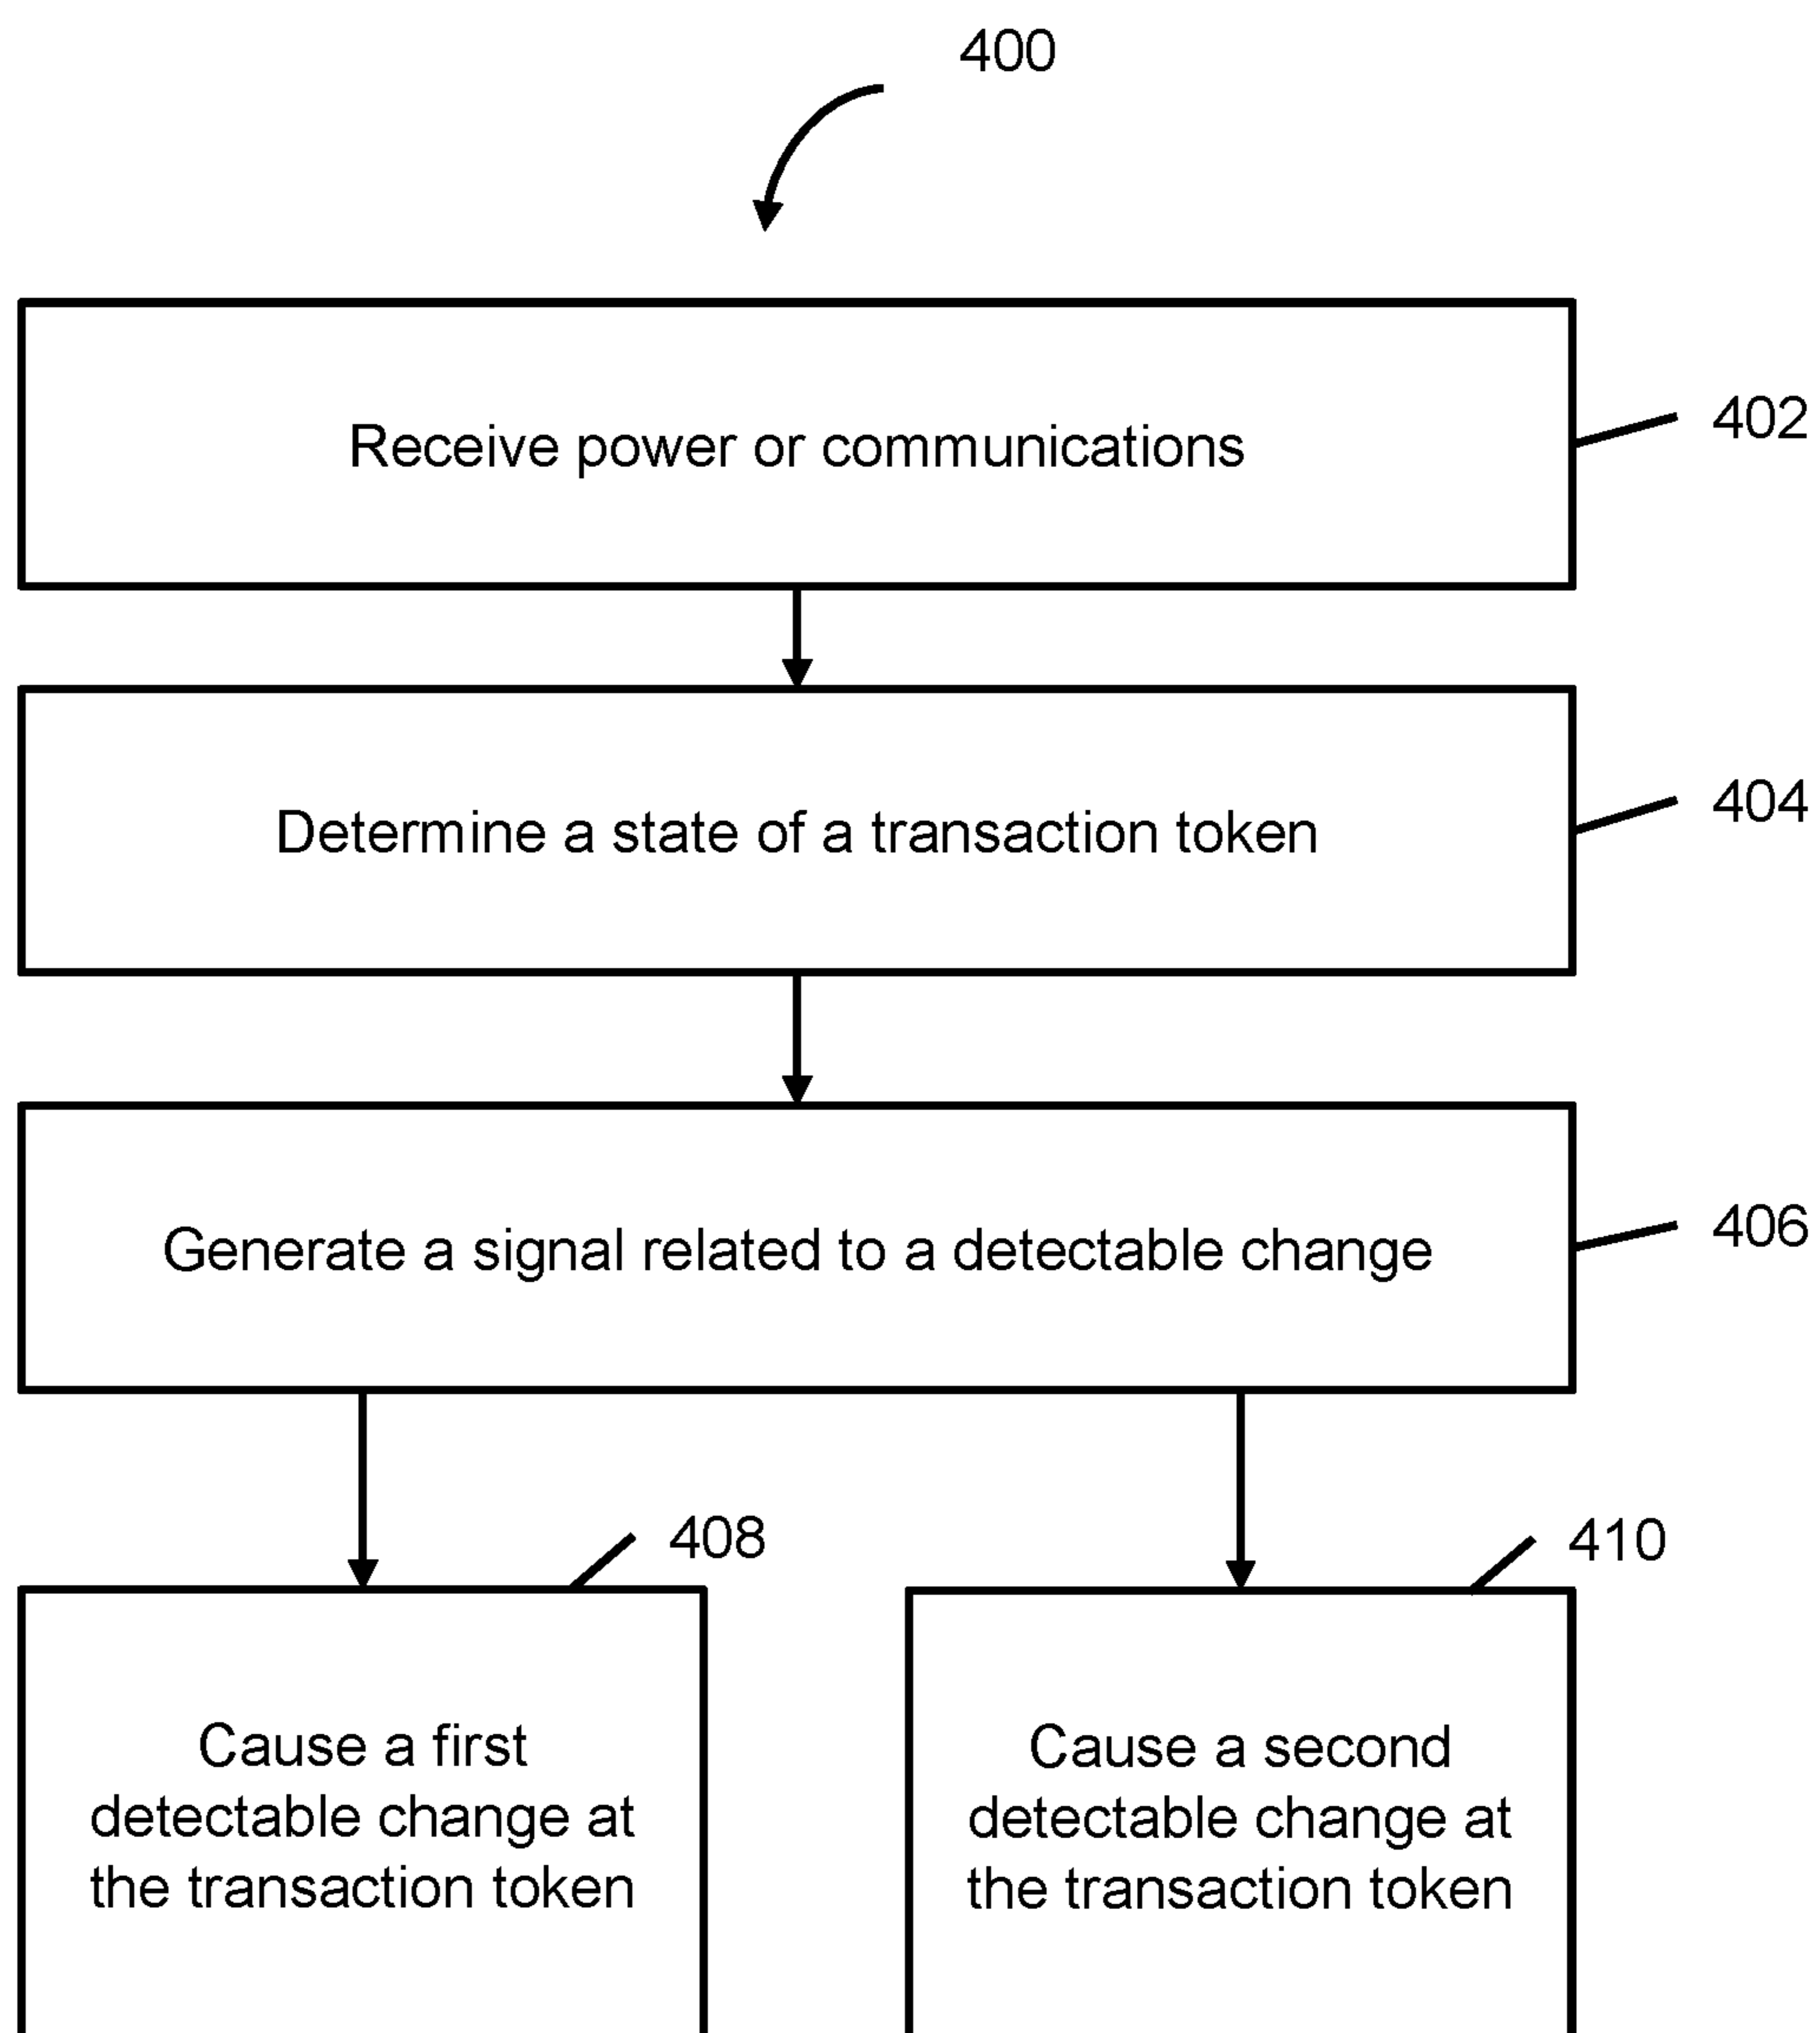 400
Receive power or communications
402
Determine a state of a transaction token
404
Generate a signal related to a detectable change
406
408
Cause a first
detectable change at
the transaction token
410
Cause a second
detectable change at
the transaction token